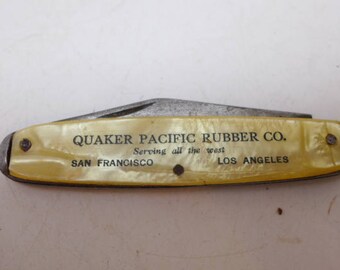 QUAKER PACIFIC RUBBER CO.
Serving all the west
SAN FRANCISCO LOS ANGELES